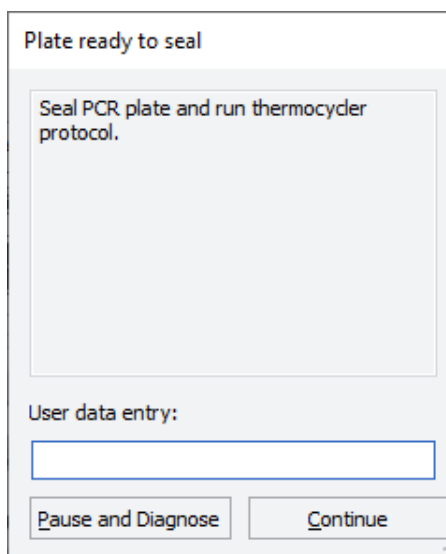 Plate ready to seal
Seal PCR plate and run thermocycler
protocol.
User data entry:
Pause and Diagnose
Continue